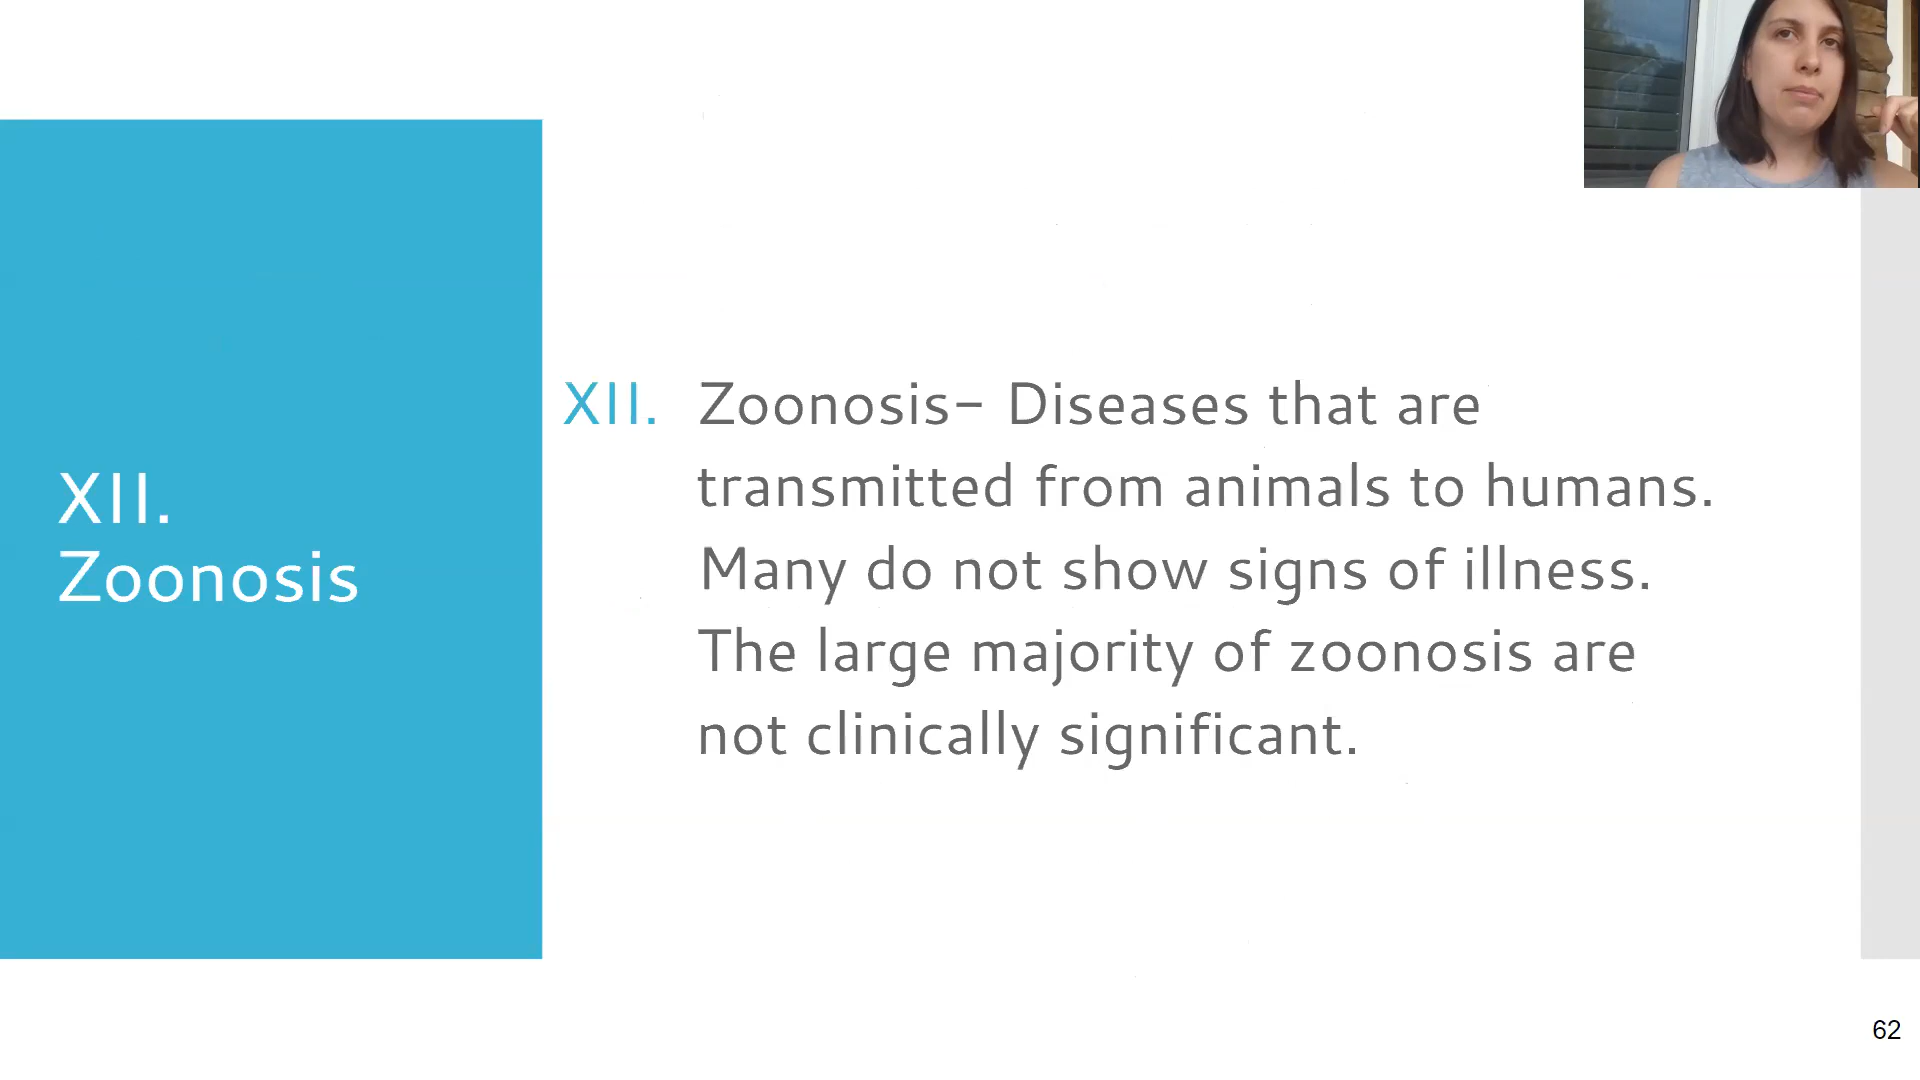 XII.
Zoonosis
XII. Zoonosis- Diseases that are
transmitted from animals to humans.
Many do not show signs of illness.
The large majority of zoonosis are
not clinically significant.
62